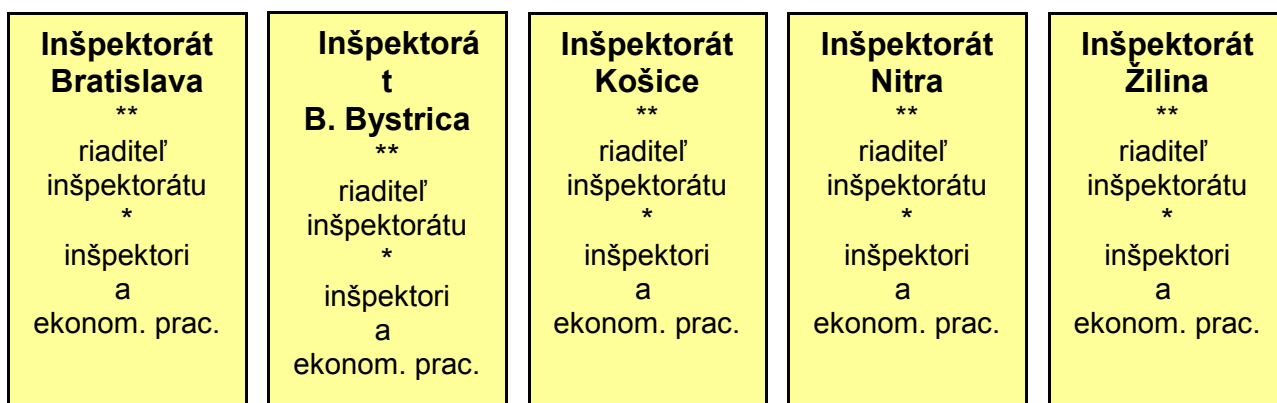 Inšpektorát
Bratislava
**
riaditeľ
inšpektorátu
*
inšpektori
a
ekonom. prac.
Inšpektorá
t
B. Bystrica
**
riaditeľ
inšpektorátu
*
inšpektori
a
ekonom. prac.
Inšpektorát
Košice
**
riaditeľ
inšpektorátu
*
inšpektori
a
ekonom. prac.
Inšpektorát
Nitra
**
riaditeľ
inšpektorátu
*
inšpektori
a
ekonom. prac.
Inšpektorát
Žilina
**
riaditeľ
inšpektorátu
*
inšpektori
a
ekonom. prac.